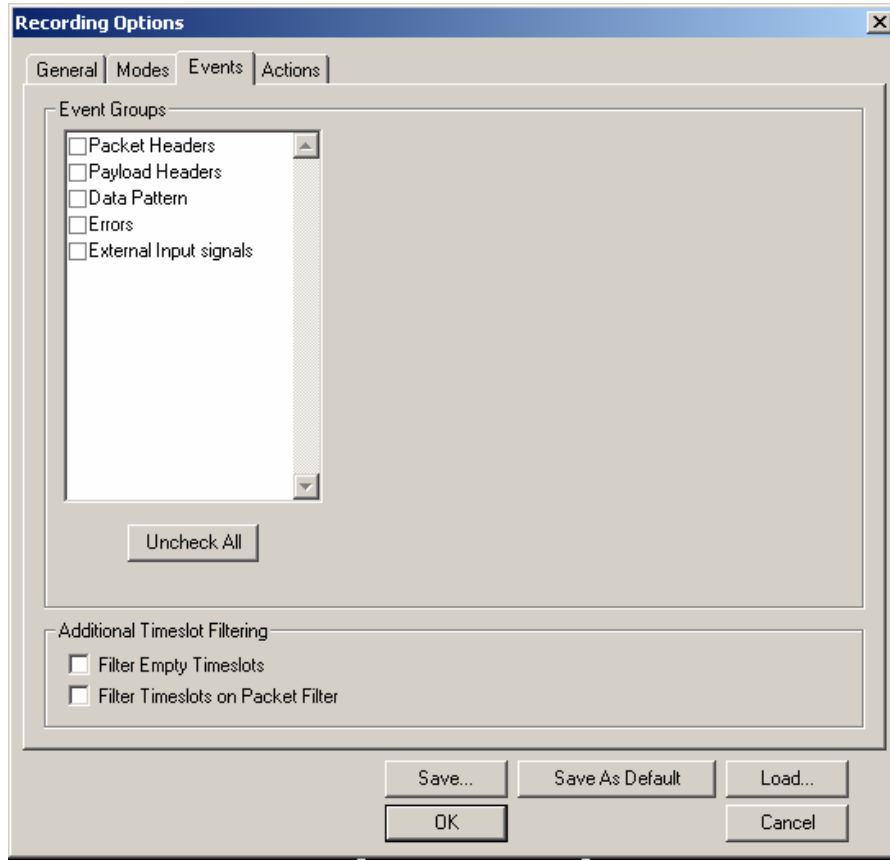 Recording Options
General Modes Events Actions
Event Groups
Packet Headers
Payload Headers
Data Pattern
Errors
External Input signals
Uncheck All
Additional Timeslot Filtering
Filter Empty Timeslots
Filter Timeslots on Packet Filter
Save... Save As Default Load...
OK Cancel